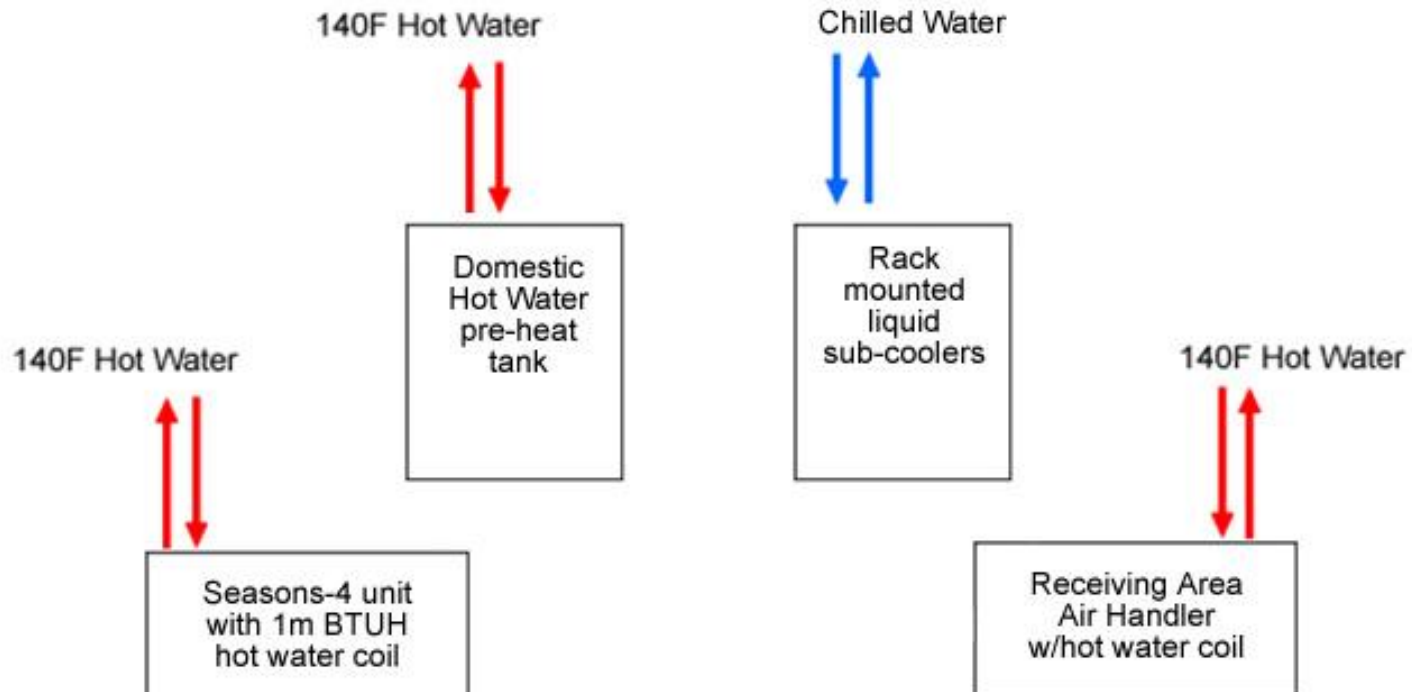 140F Hot Water
Chilled Water
Domestic
Hot Water
pre-heat
tank
Rack
mounted
liquid
sub-coolers
140F Hot Water
140F Hot Water
Seasons-4 unit
with 1m BTUH
hot water coil
Receiving Area
Air Handler
w/hot water coil